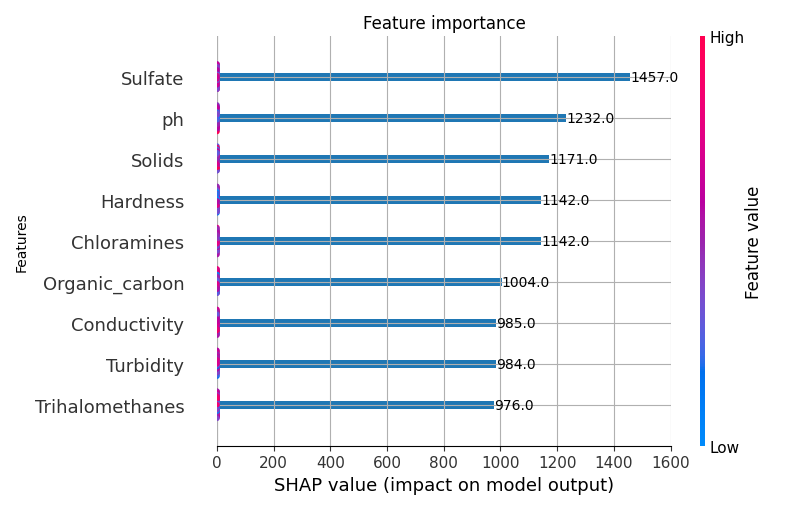 Feature importance
High
Sulfate
1457.0
ph
1232.0
Solids
1171.0
Hardness
1142.0
Chloramines
1142.0
Organic_carbon
1004.0
Conductivity
985.0
Turbidity
984.0
Trihalomethanes
976.0
Features
Feature value
Low
0 200 400 600 800 1000 1200 1400 1600
SHAP value (impact on model output)